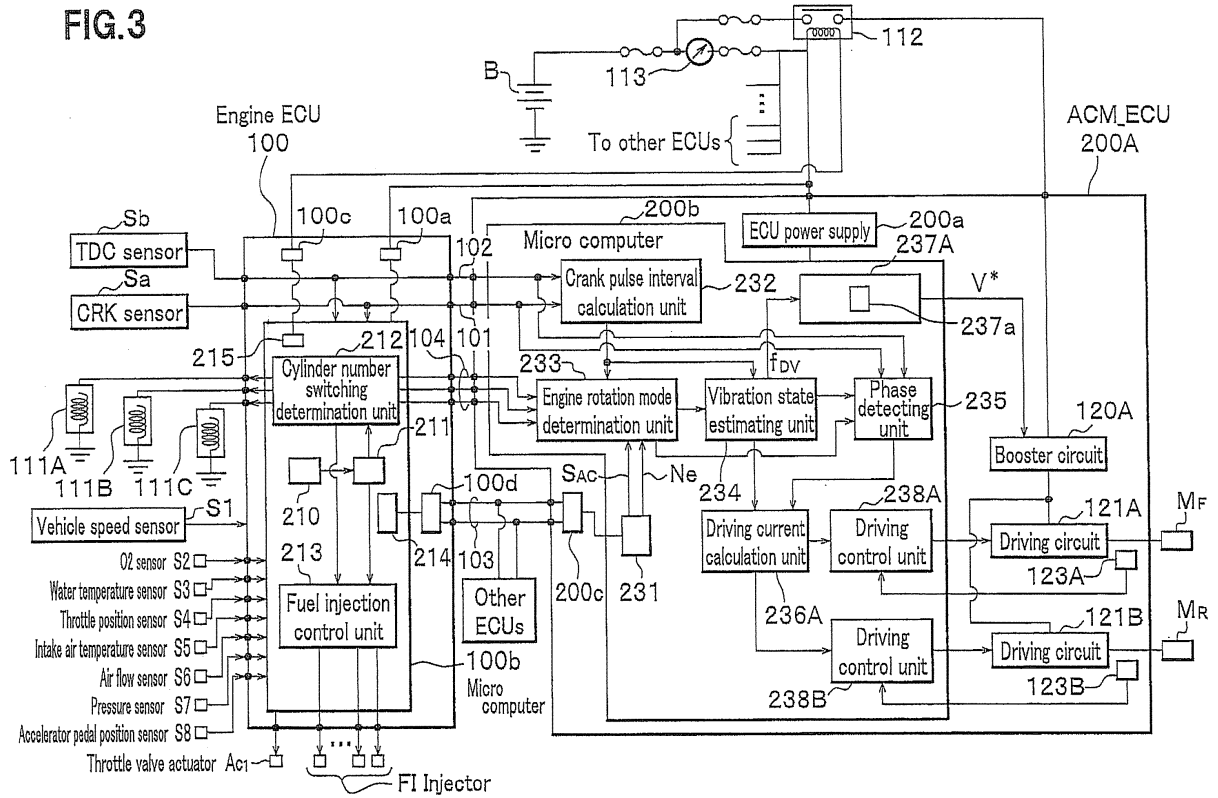 FIG.3
112
113
B
To other ECUs
Engine ECU
100
ACM_ECU
200A
Sb
TDC sensor
Sa
CRK sensor
100c
100a
102
200b
Micro computer
ECU power supply
200a
237A
Crank pulse interval
calculation unit
232
V*
237a
215
212
104
101
233
fDV
Cylinder number
switching
determination unit
Engine rotation mode
determination unit
Vibration state
estimating unit
Phase
detecting
unit
235
120A
Booster circuit
111A
111B
111C
211
210
100d
SAC
Ne
234
238A
121A
MF
Vehicle speed sensor
S1
213
214
103
200c
231
Driving current
calculation unit
Driving
control unit
Driving circuit
123A
236A
O2 sensor S2
Water temperature sensor S3
Throttle position sensor S4
Intake air temperature sensor S5
Air flow sensor S6
Pressure sensor S7
Accelerator pedal position sensor S8
Fuel injection
control unit
Other
ECUs
100b
Micro
computer
Driving
control unit
238B
121B
MR
Driving circuit
123B
Throttle valve actuator Ac1
FI Injector